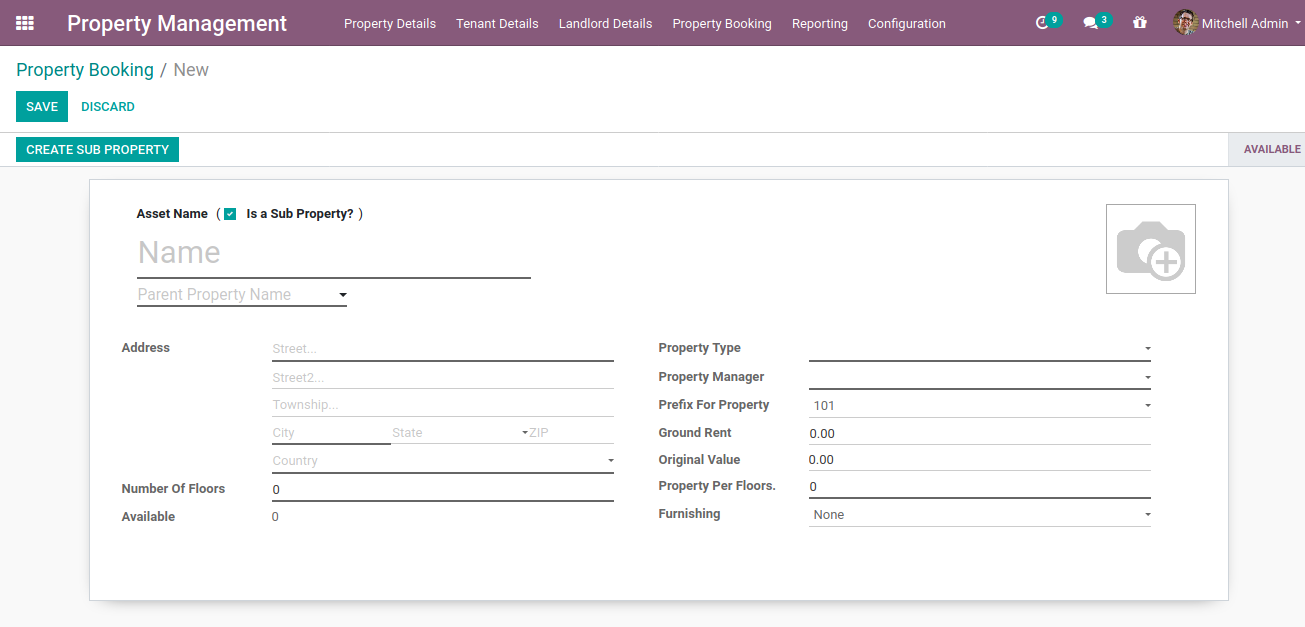 Property Management Property Details Tenant Details Landlord Details Property Booking Reporting Configuration 9 3 Mitchell Admin
Property Booking / New
SAVE DISCARD
CREATE SUB PROPERTY AVAILABLE
Asset Name ( Is a Sub Property? )
Name
Parent Property Name
Address Street... Property Type
Street2... Property Manager
Township... Prefix For Property 101
City State ZIP Ground Rent 0.00
Country Original Value 0.00
Number Of Floors 0 Property Per Floors. 0
Available 0 Furnishing None